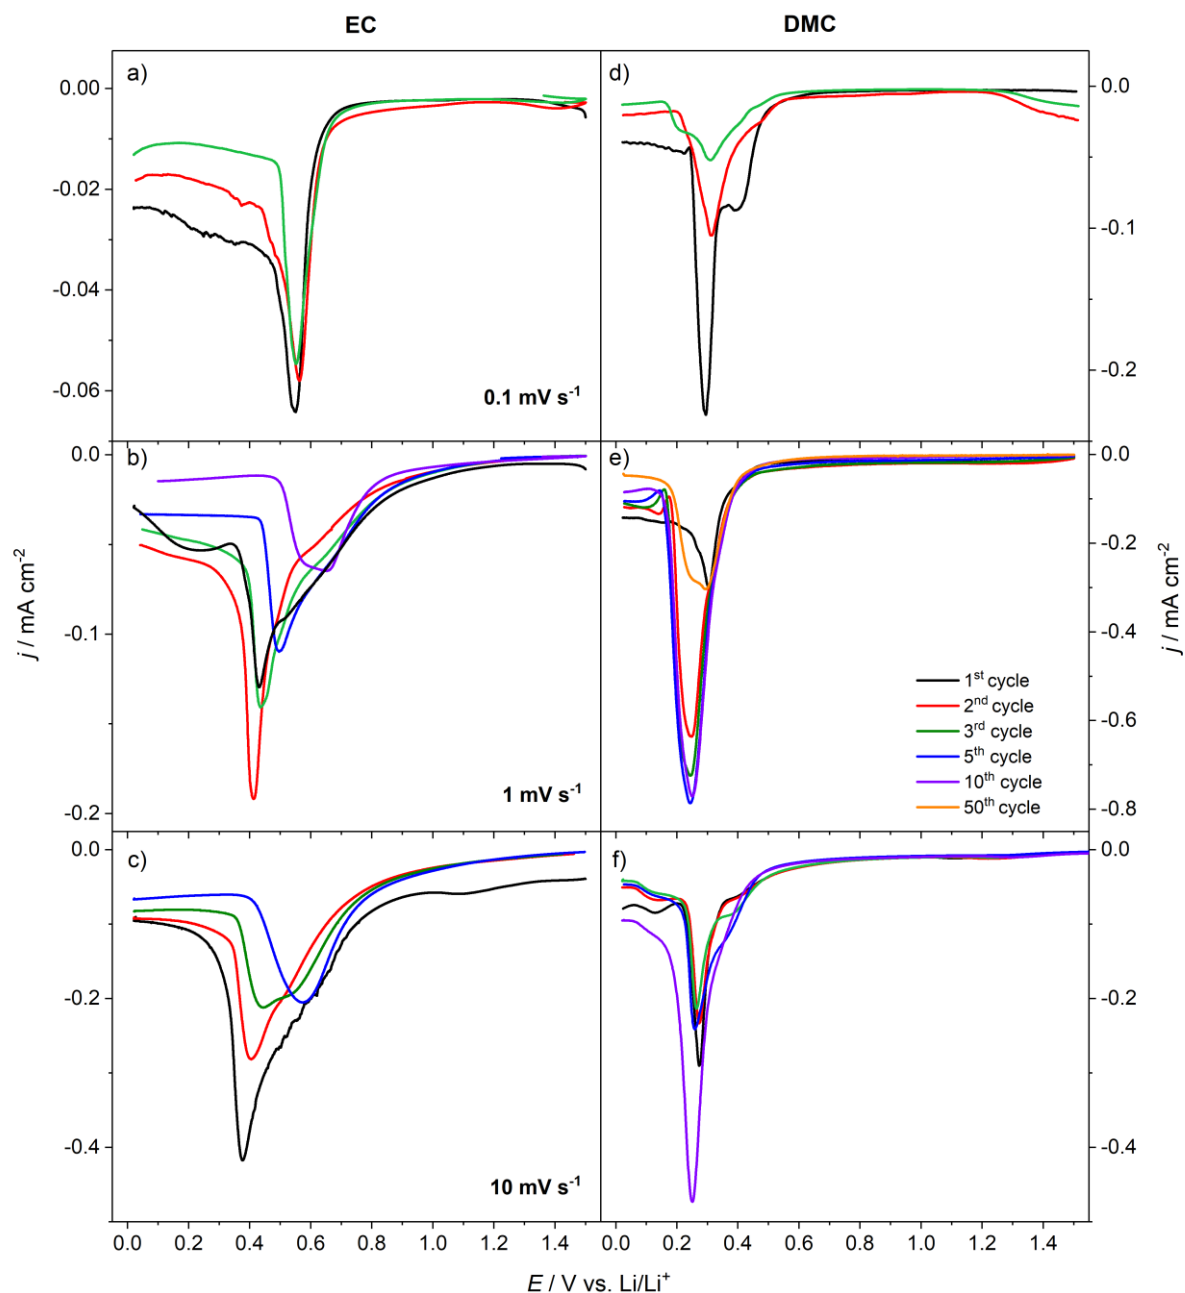 EC
DMC
a)
0.00
-0.02
-0.04
-0.06
0.1 mV s⁻¹
d)
0.0
-0.1
-0.2
b)
0.0
-0.1
-0.2
1 mV s⁻¹
e)
0.0
-0.2
-0.4
-0.6
-0.8
1ˢᵗ cycle
2ⁿᵈ cycle
3ʳᵈ cycle
5ᵗʰ cycle
10ᵗʰ cycle
50ᵗʰ cycle
j / mA cm⁻²
j / mA cm⁻²
c)
0.0
-0.2
-0.4
10 mV s⁻¹
f)
0.0
-0.2
-0.4
0.0 0.2 0.4 0.6 0.8 1.0 1.2 1.4
0.0 0.2 0.4 0.6 0.8 1.0 1.2 1.4
E / V vs. Li/Li⁺